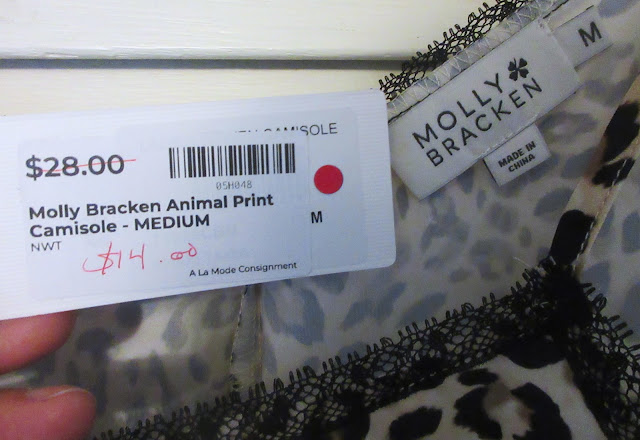 CAMISOLE
$28.00
05H048
Molly Bracken Animal Print
Camisole - MEDIUM
NWT
M
$14.00
A La Mode Consignment
MOLLY
BRACKEN
M
MADE IN
CHINA